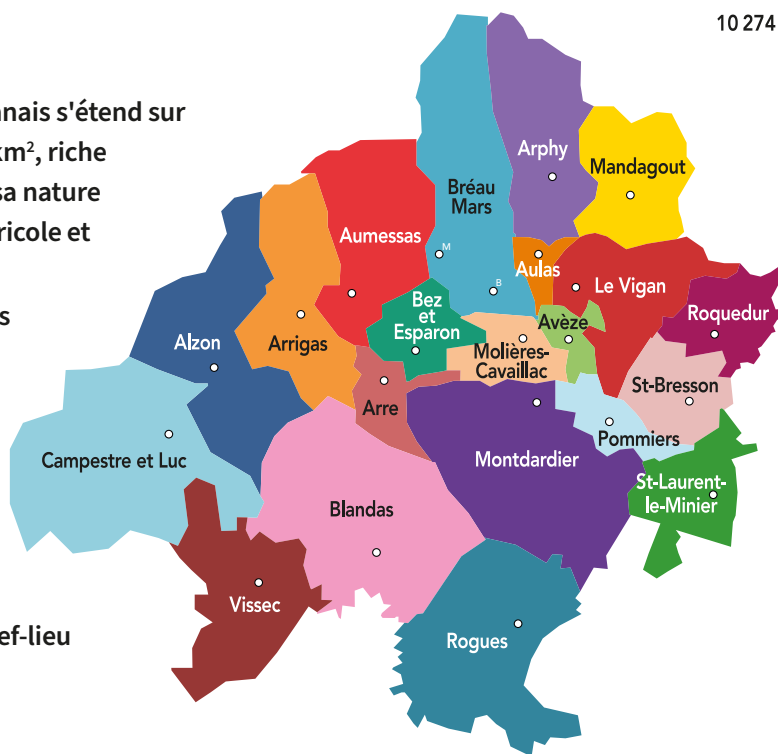 10 274
nais s'étend sur
km², riche
sa nature
ricole et
s
ef-lieu
Arphy
Mandagout
Bréau
Mars
Aumessas
M
Aulas
Le Vigan
B
Bez
et
Esparon
Avèze
Roquedur
Alzon
Arrigas
Molières-
Cavaillac
St-Bresson
Arre
Pommiers
Campestre et Luc
Montdardier
St-Laurent-
le-Minier
Blandas
Vissec
Rogues